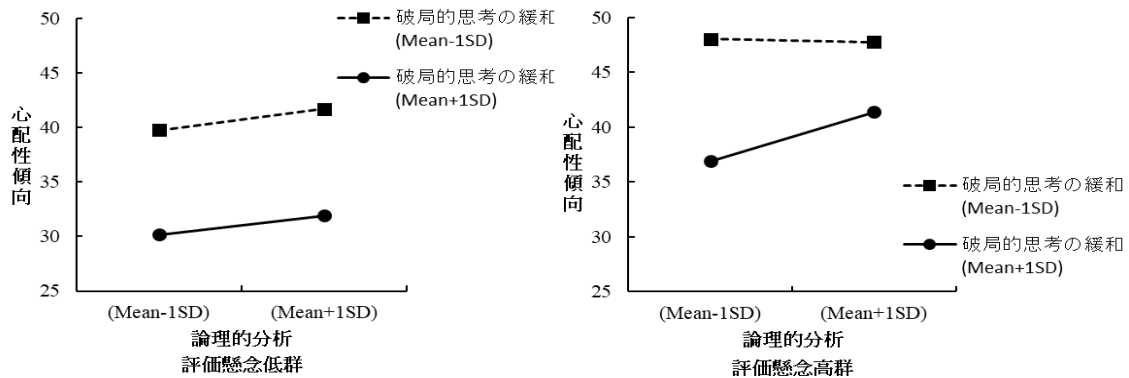 50
45
40
35
30
25
心配性傾向
破局的思考の緩和
(Mean-1SD)
破局的思考の緩和
(Mean+1SD)
(Mean-1SD)
(Mean+1SD)
論理的分析
評価懸念低群
50
45
40
35
30
25
心配性傾向
破局的思考の緩和
(Mean-1SD)
破局的思考の緩和
(Mean+1SD)
(Mean-1SD)
(Mean+1SD)
論理的分析
評価懸念高群